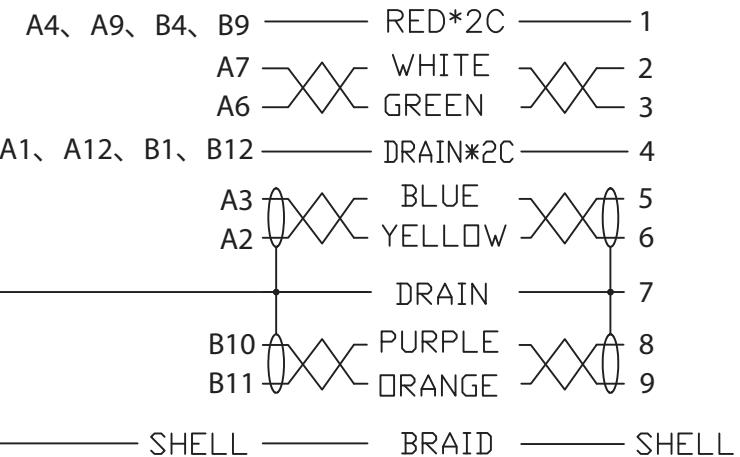 A4、A9、B4、B9 RED*2C 1
A7 WHITE 2
A6 GREEN 3
A1、A12、B1、B12 DRAIN*2C 4
A3 BLUE 5
A2 YELLOW 6
DRAIN 7
B10 PURPLE 8
B11 ORANGE 9
SHELL BRAID SHELL